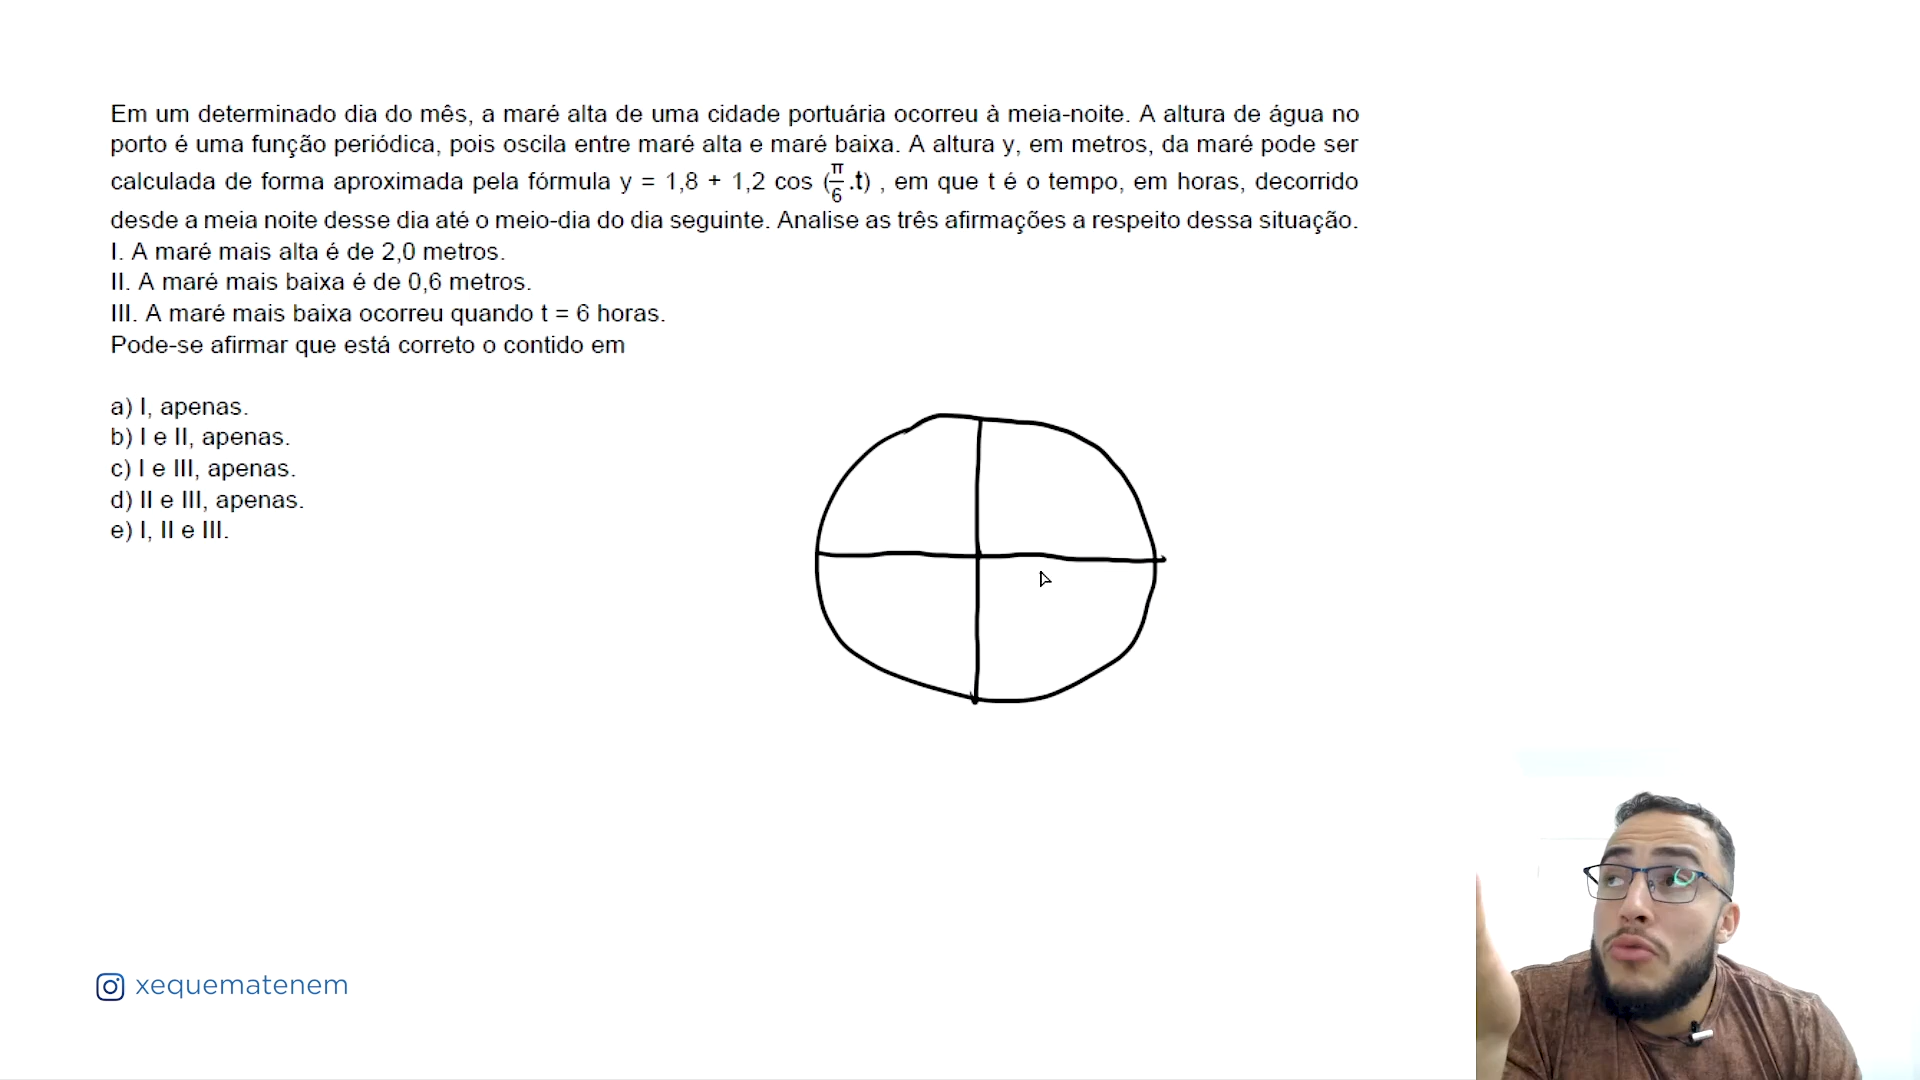 Em um determinado dia do mês, a maré alta de uma cidade portuária ocorreu à meia-noite. A altura de água no
porto é uma função periódica, pois oscila entre maré alta e maré baixa. A altura y, em metros, da maré pode ser
calculada de forma aproximada pela fórmula y = 1,8 + 1,2 cos (π/6 .t) , em que t é o tempo, em horas, decorrido
desde a meia noite desse dia até o meio-dia do dia seguinte. Analise as três afirmações a respeito dessa situação.
I. A maré mais alta é de 2,0 metros.
II. A maré mais baixa é de 0,6 metros.
III. A maré mais baixa ocorreu quando t = 6 horas.
Pode-se afirmar que está correto o contido em
a) I, apenas.
b) I e II, apenas.
c) I e III, apenas.
d) II e III, apenas.
e) I, II e III.
xequematenem